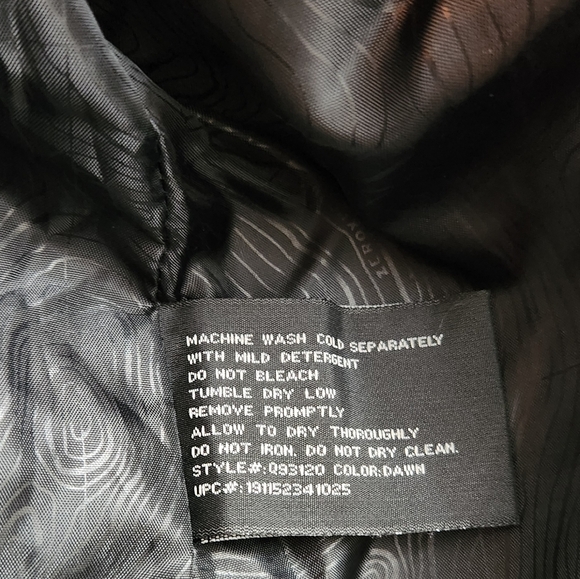 MACHINE WASH COLD SEPARATELY
WITH MILD DETERGENT
DO NOT BLEACH
TUMBLE DRY LOW
REMOVE PROMPTLY
ALLOW TO DRY THOROUGHLY
DO NOT IRON. DO NOT DRY CLEAN.
STYLE#:Q93120 COLOR:DAWN
UPC#:191152341025